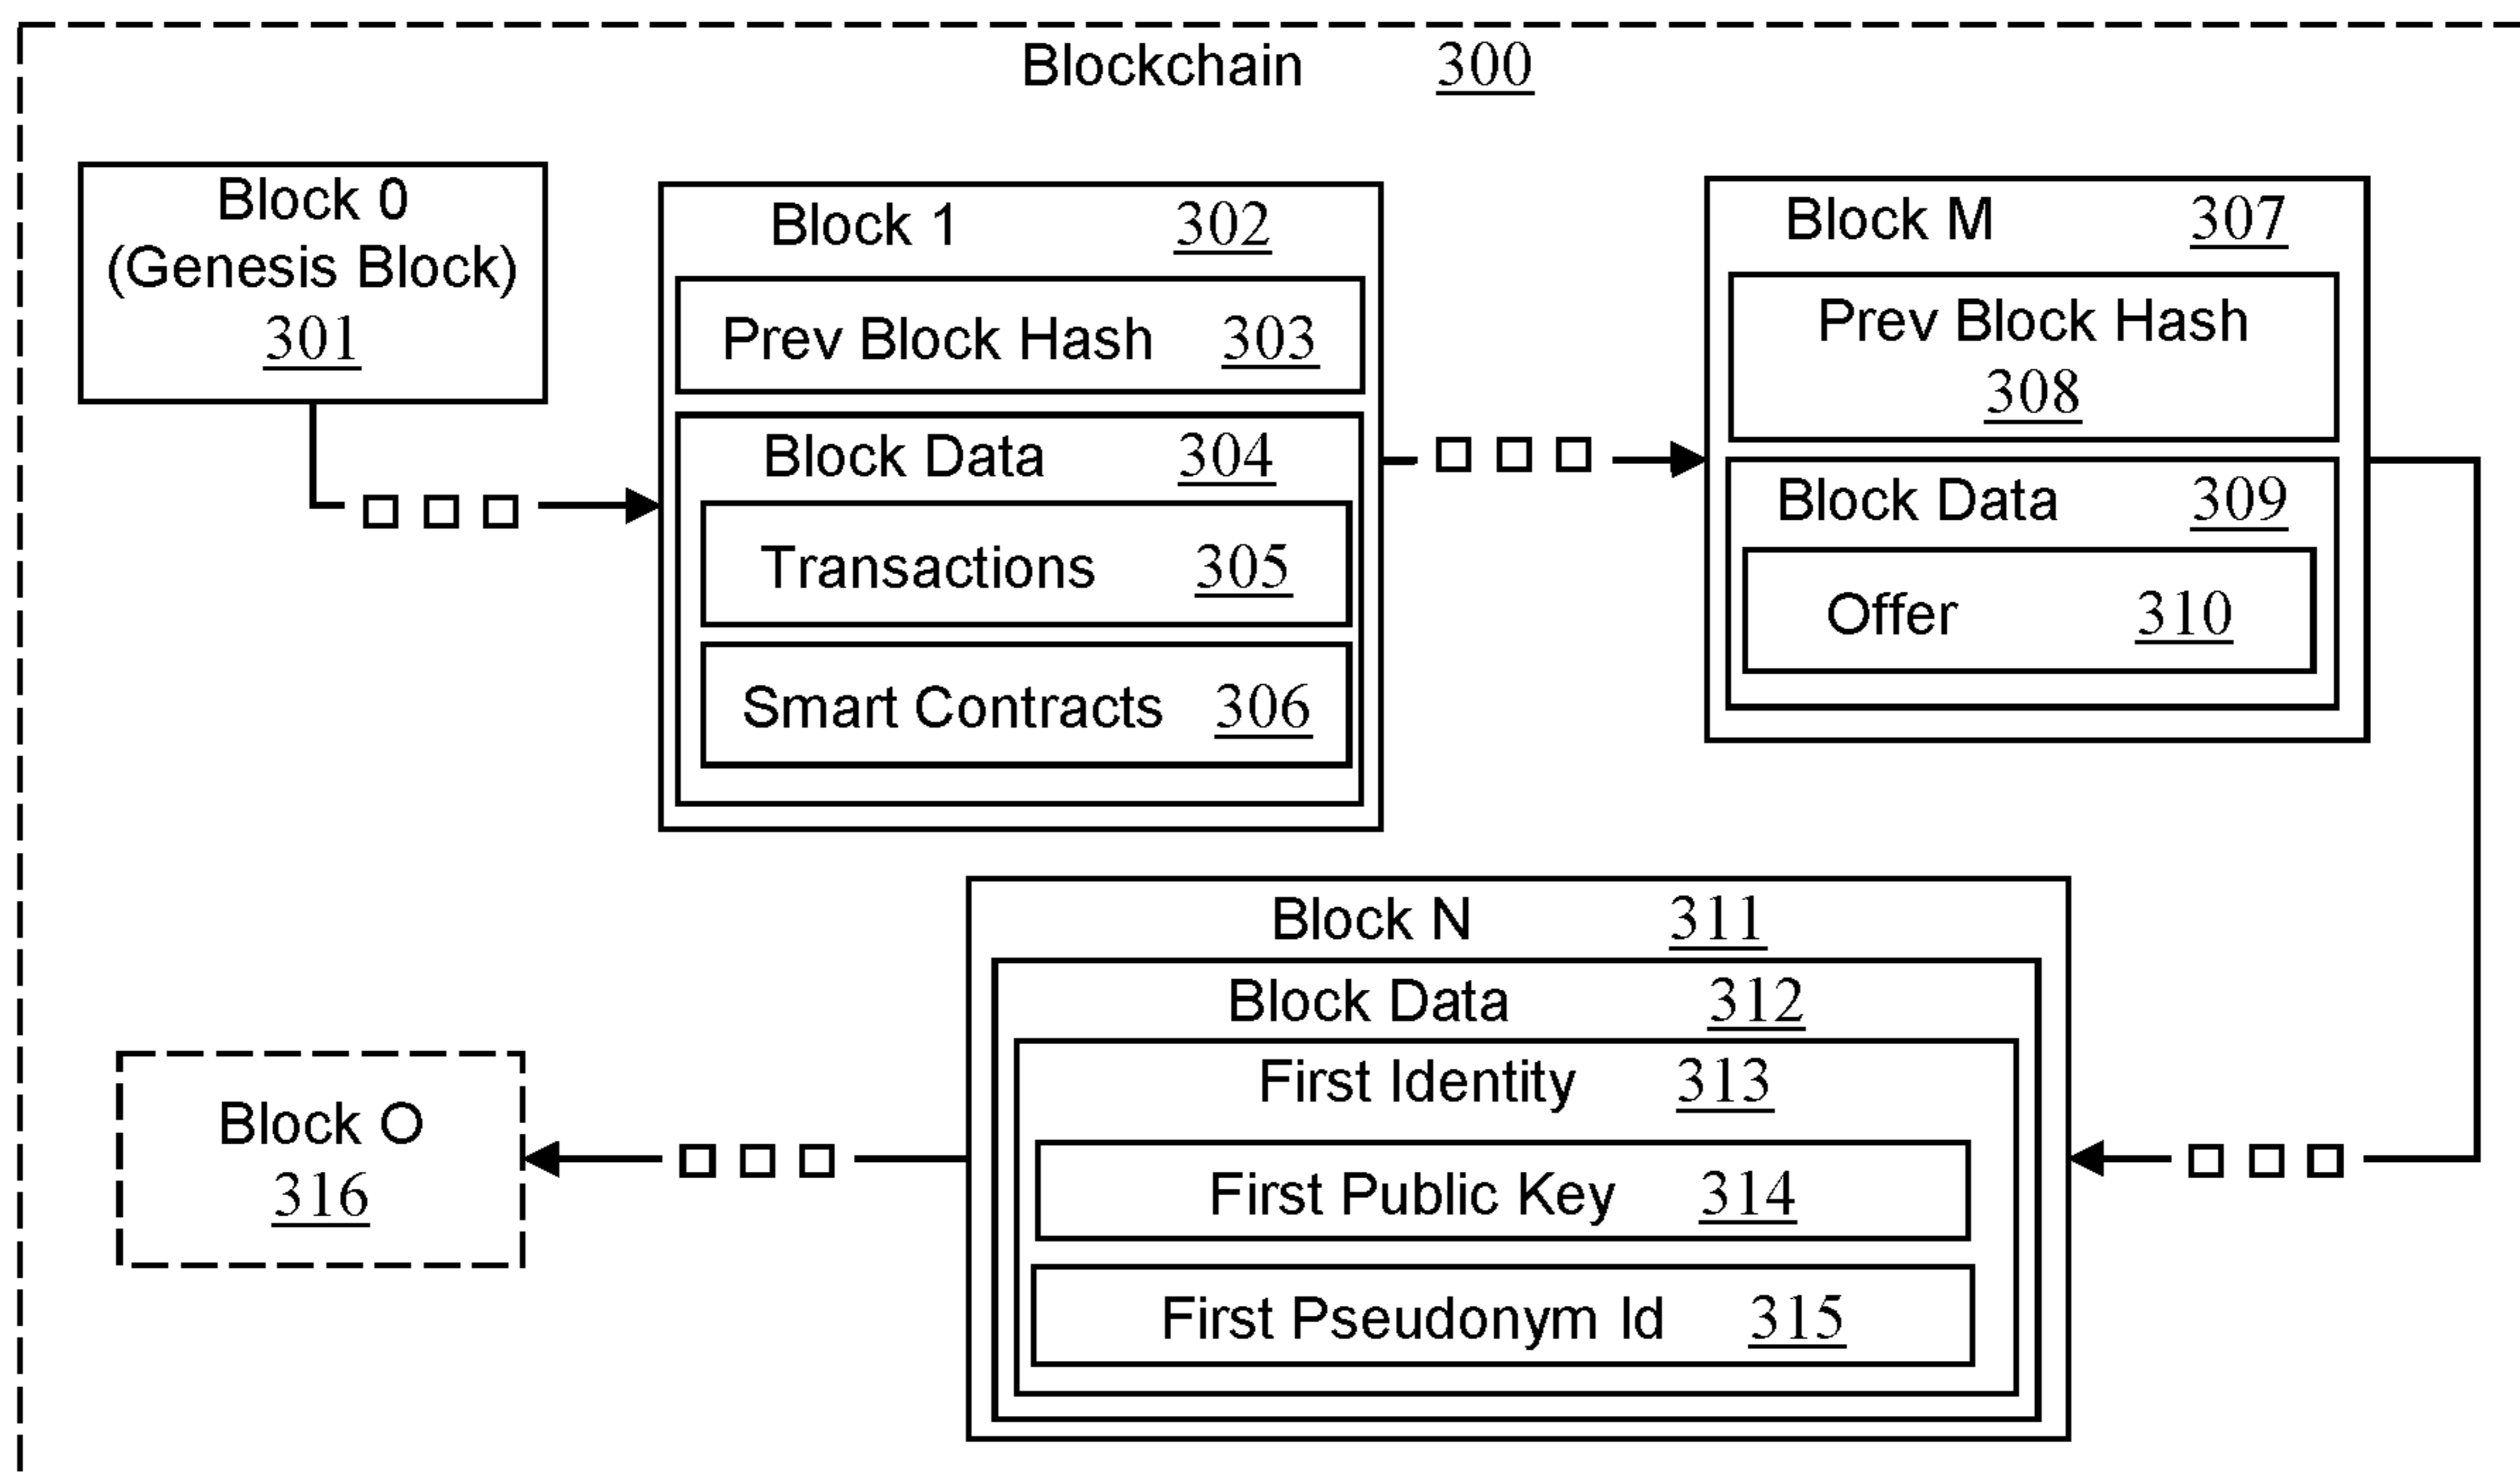 Blockchain 300
Block 0
(Genesis Block)
301
Block 1 302
Prev Block Hash 303
Block Data 304
Transactions 305
Smart Contracts 306
Block M 307
Prev Block Hash
308
Block Data 309
Offer 310
Block N 311
Block Data 312
First Identity 313
First Public Key 314
First Pseudonym Id 315
Block O
316